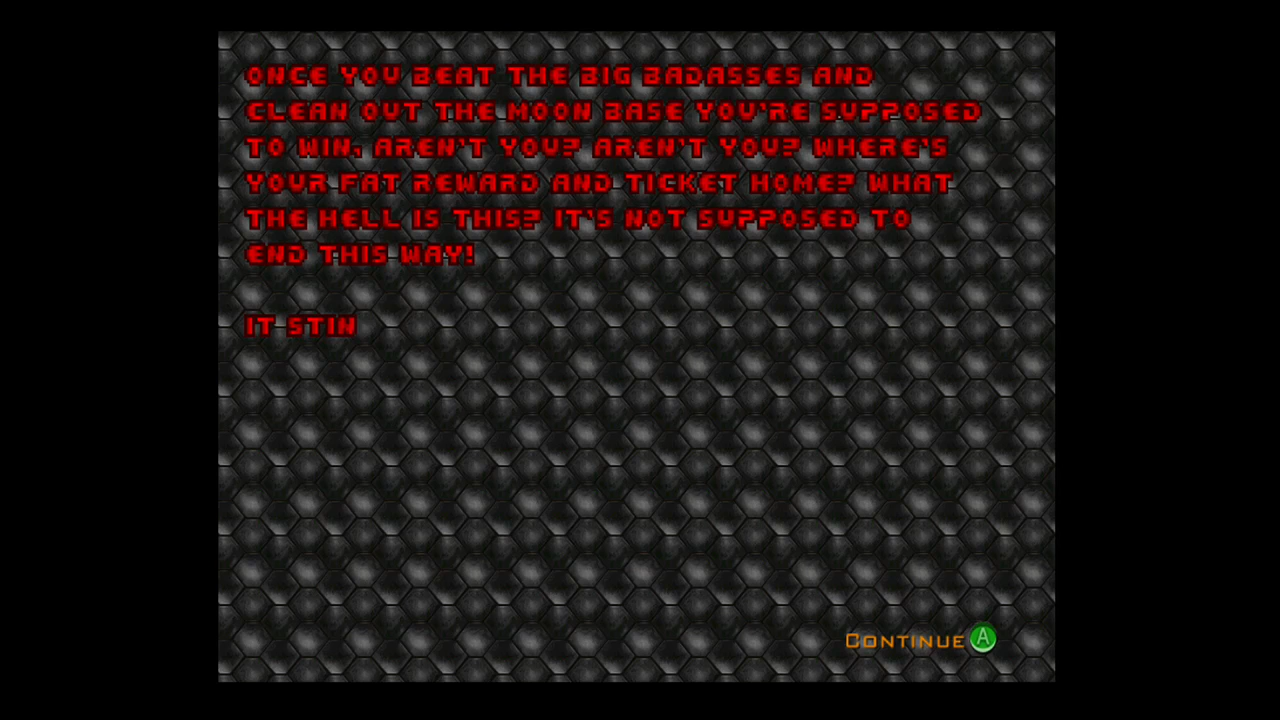 ONCE YOU BEAT THE BIG BADASSES AND
CLEAN OUT THE MOON BASE YOU'RE SUPPOSED
TO WIN, AREN'T YOU? AREN'T YOU? WHERE'S
YOUR FAT REWARD AND TICKET HOME? WHAT
THE HELL IS THIS? IT'S NOT SUPPOSED TO
END THIS WAY!
IT STIN
CONTINUE A